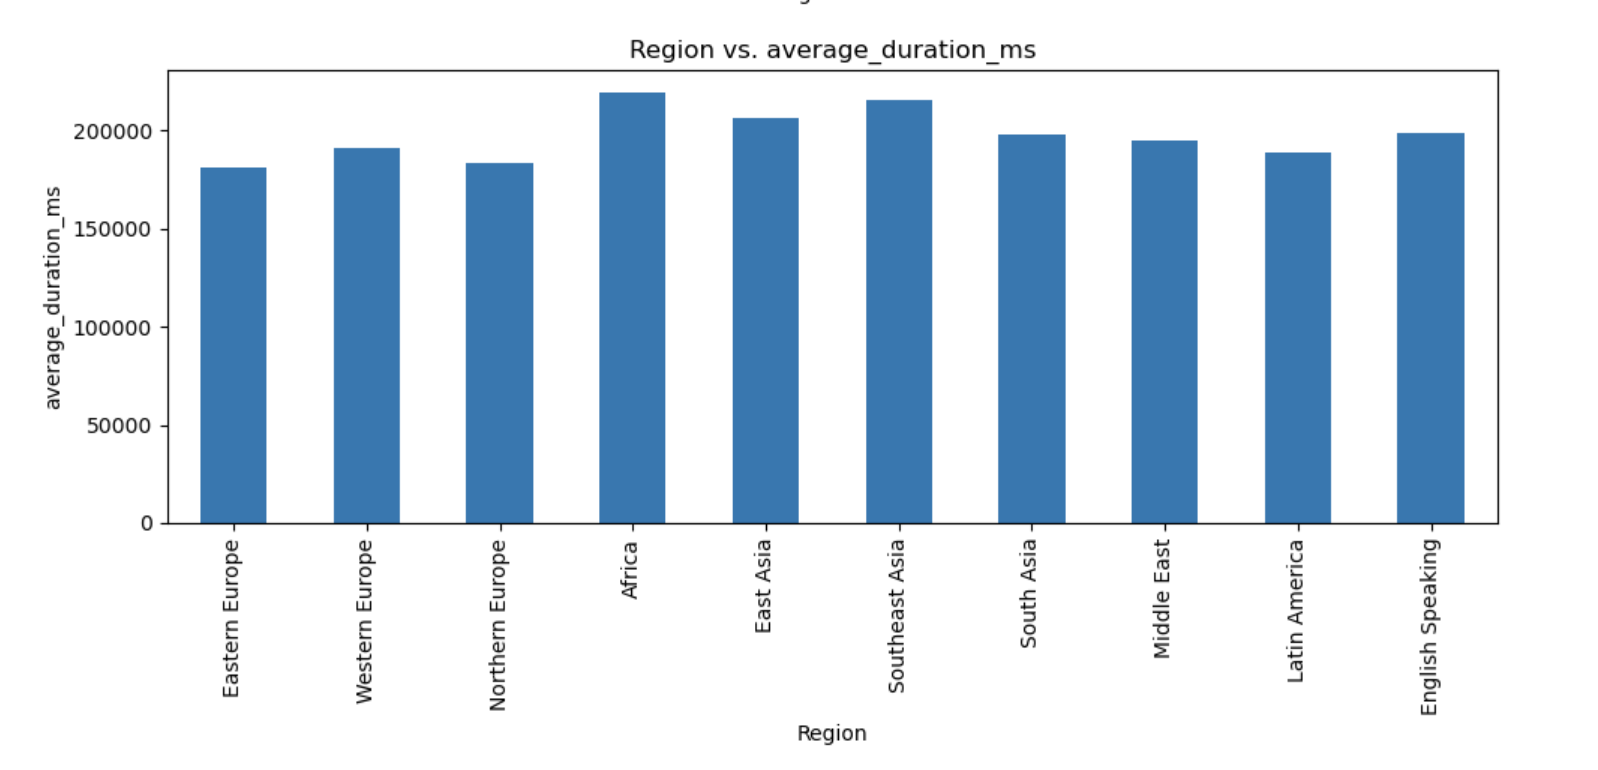 Region vs. average_duration_ms
average_duration_ms
200000
150000
100000
50000
0
Eastern Europe
Western Europe
Northern Europe
Africa
East Asia
Southeast Asia
South Asia
Middle East
Latin America
English Speaking
Region